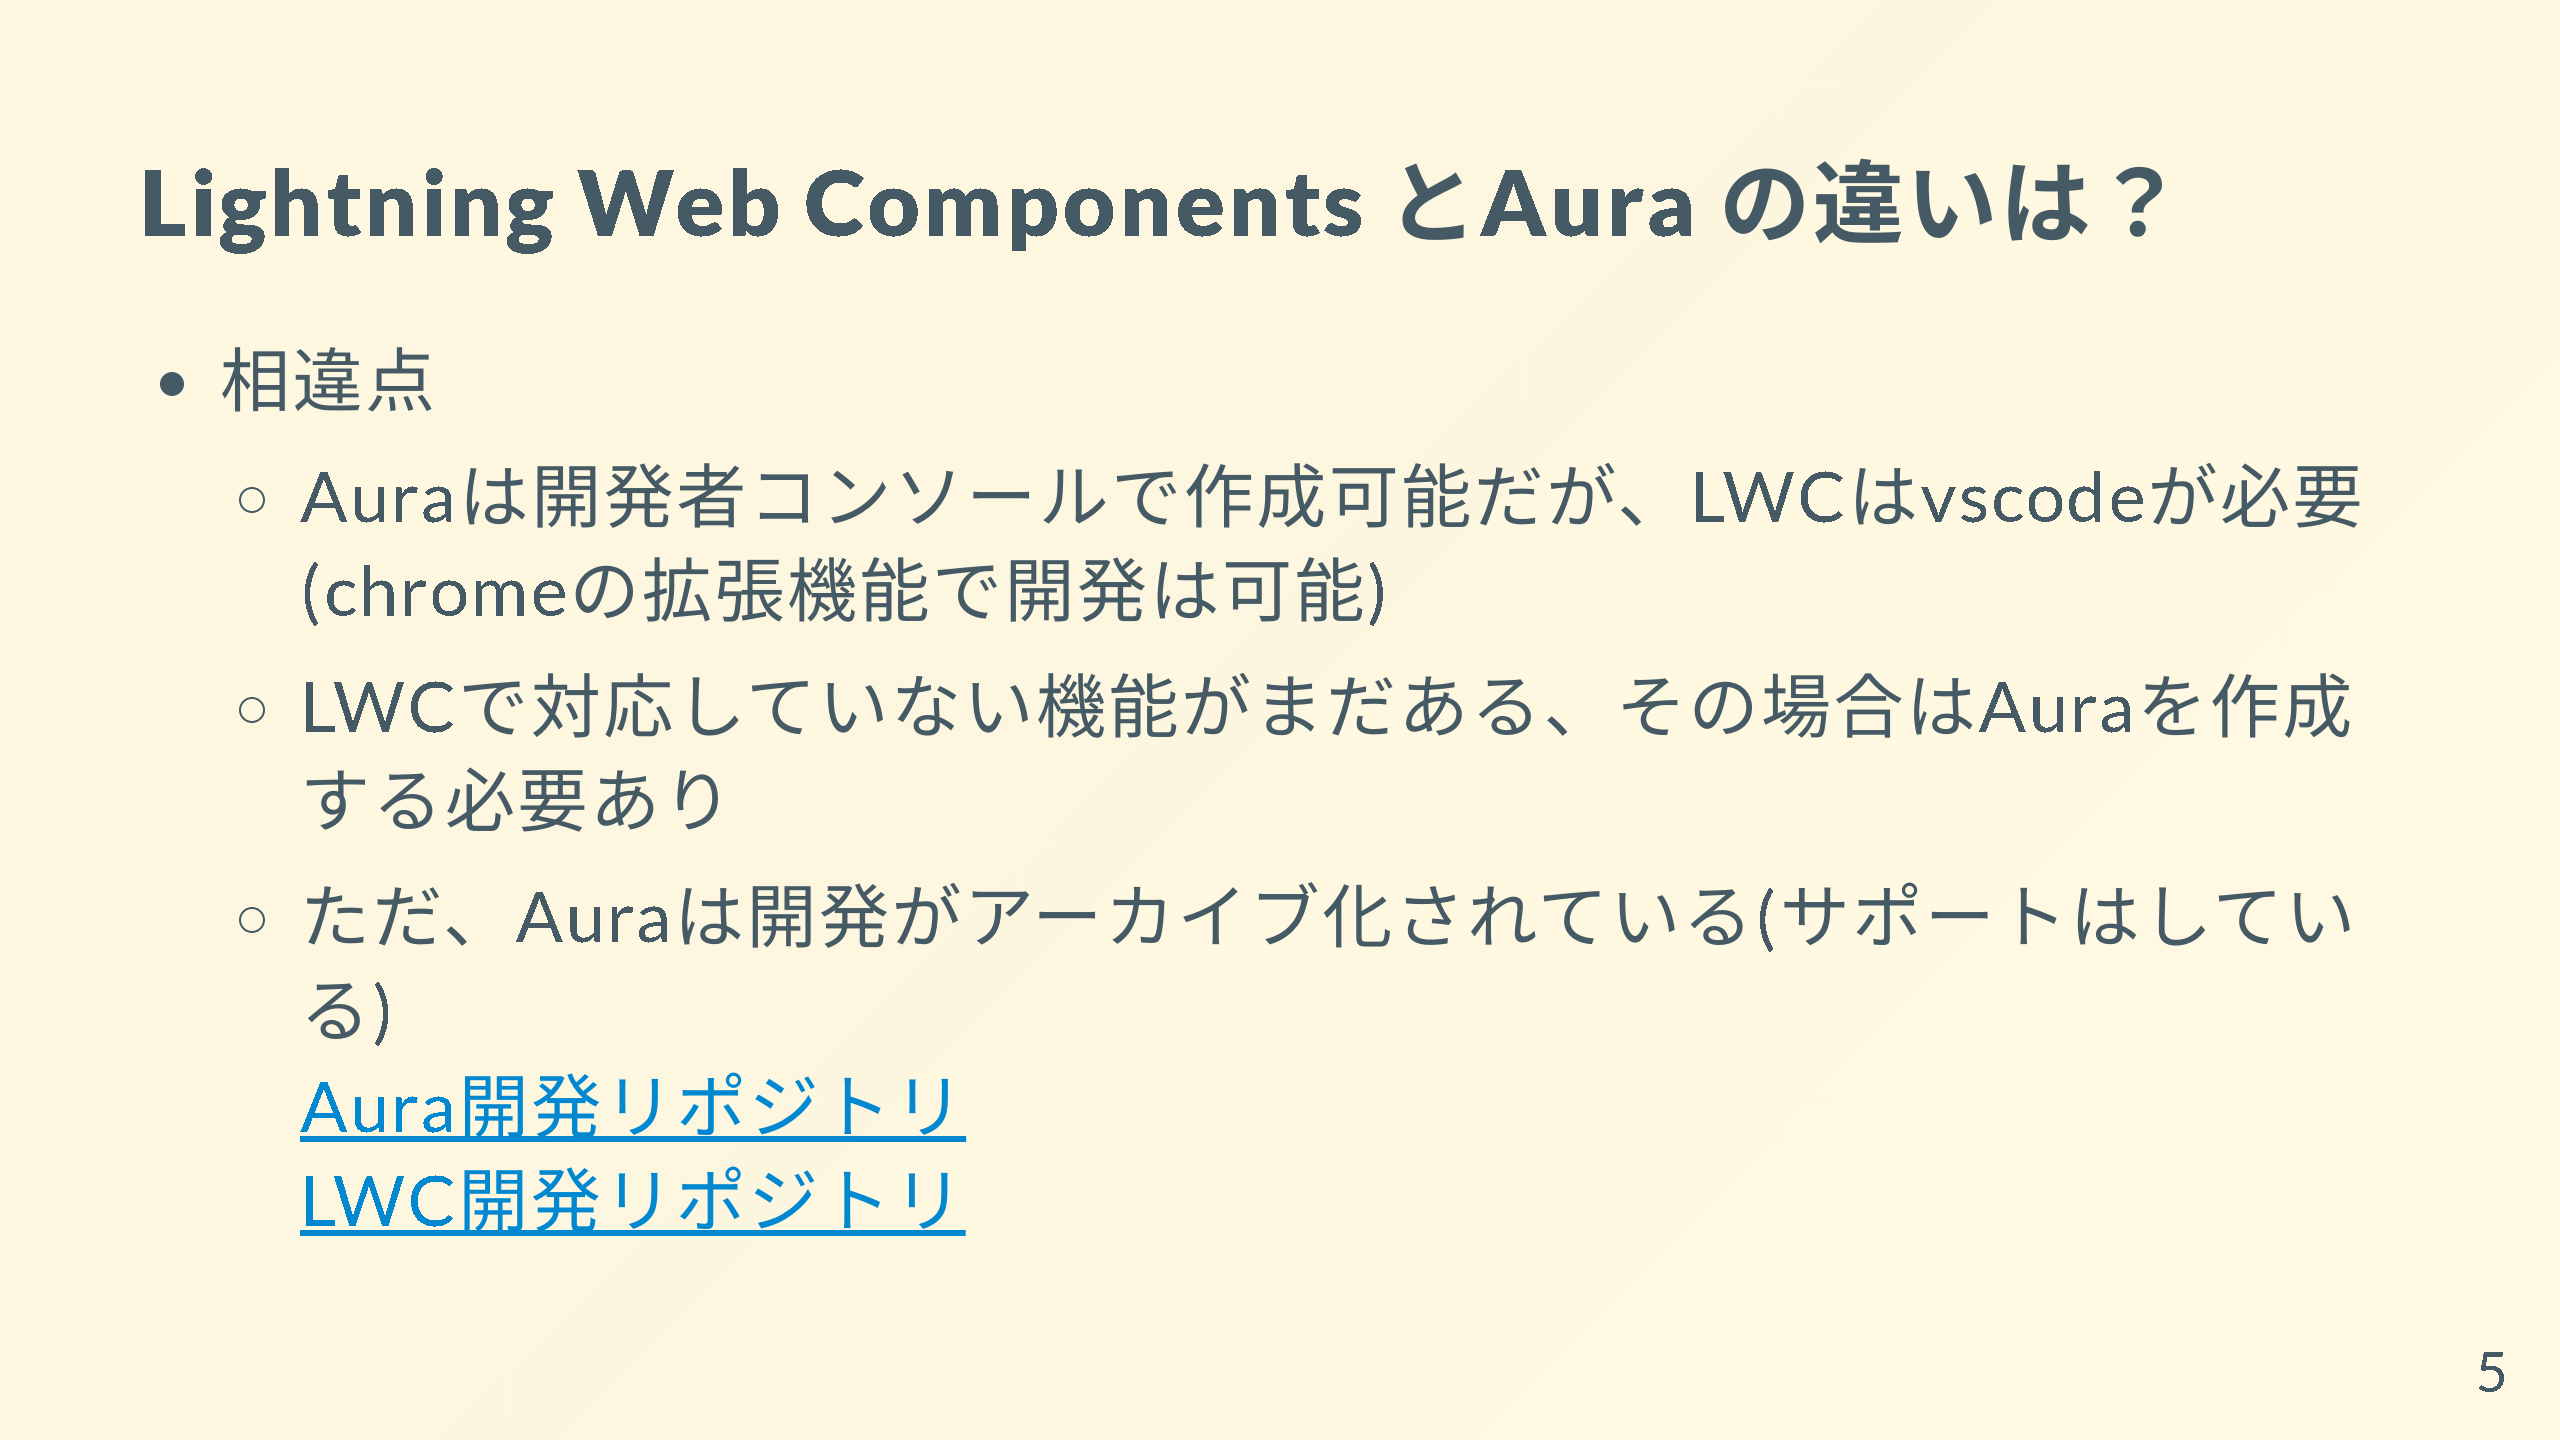 Lightning Web Components とAura の違いは？
相違点
Auraは開発者コンソールで作成可能だが、LWCはvscodeが必要
(chromeの拡張機能で開発は可能)
LWCで対応していない機能がまだある、その場合はAuraを作成
する必要あり
ただ、Auraは開発がアーカイブ化されている(サポートはしてい
る)
Aura開発リポジトリ
LWC開発リポジトリ
5